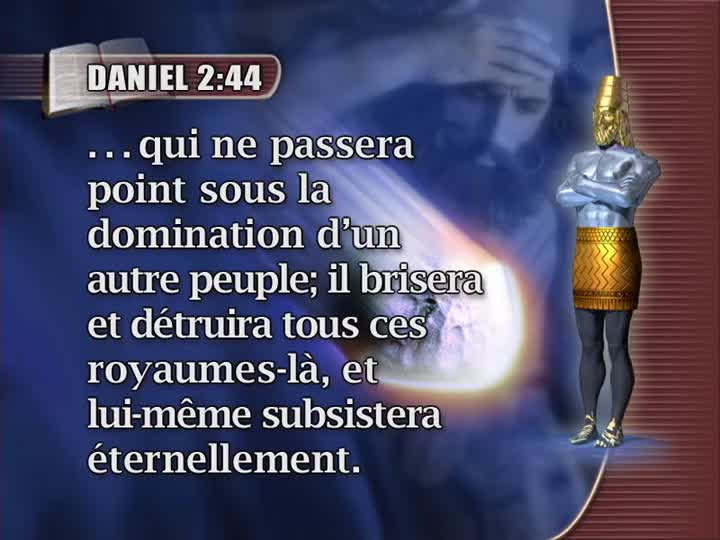 DANIEL 2:44
. . . qui ne passera
point sous la
domination d’un
autre peuple; il brisera
et détruira tous ces
royaumes-là, et
lui-même subsistera
éternellement.